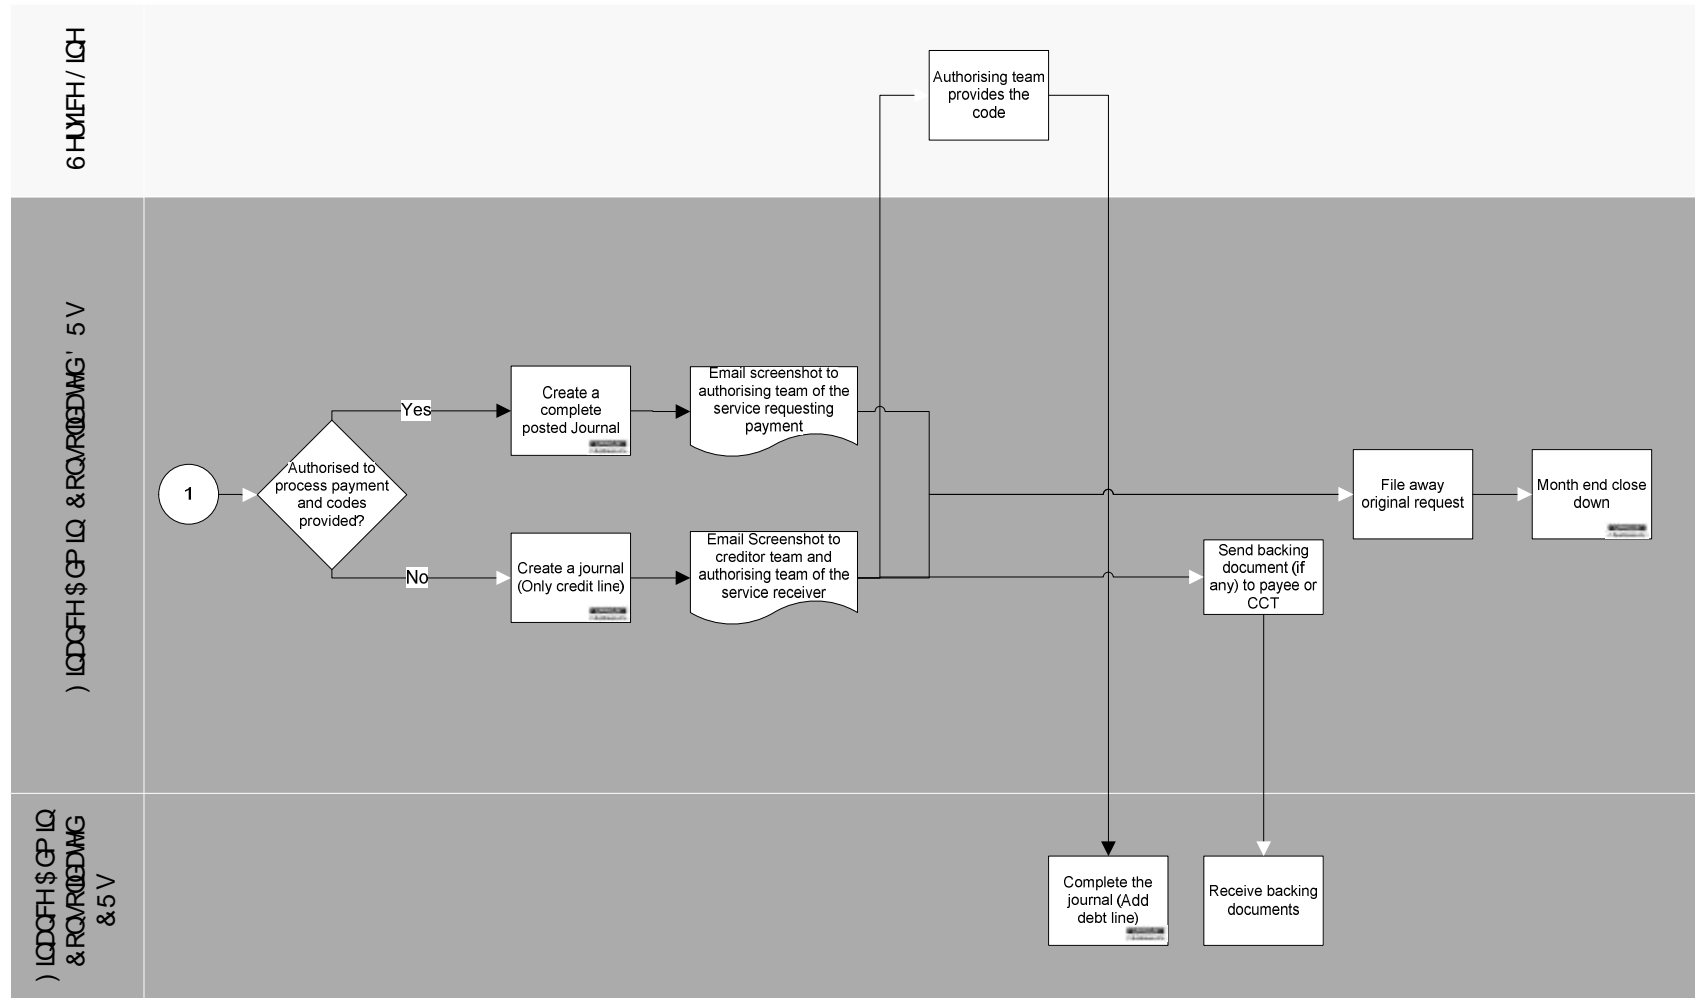 6HUYLFH / LQH
Authorising team
provides the
code
Yes
Create a
complete
posted Journal
Email screenshot to
authorising team of the
service requesting
payment
1
Authorised to
process payment
and codes
provided?
File away
original request
Month end close
down
No
Create a journal
(Only credit line)
Email Screenshot to
creditor team and
authorising team of the
service receiver
Send backing
document (if
any) to payee or
CCT
Complete the
journal (Add
debt line)
Receive backing
documents